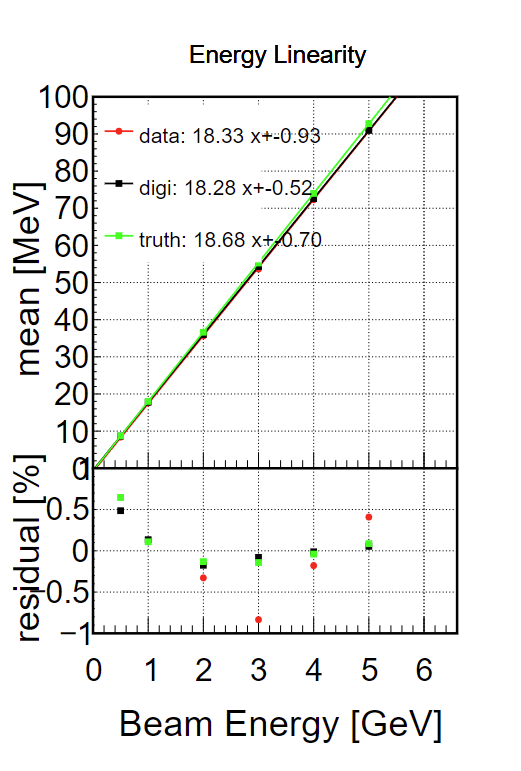 Energy Linearity
mean [MeV]
100
90
80
70
60
50
40
30
20
10
0
data: 18.33 x+-0.93
digi: 18.28 x+-0.52
truth: 18.68 x+-0.70
residual [%]
1
0.5
0
−0.5
−1
0 1 2 3 4 5 6
Beam Energy [GeV]